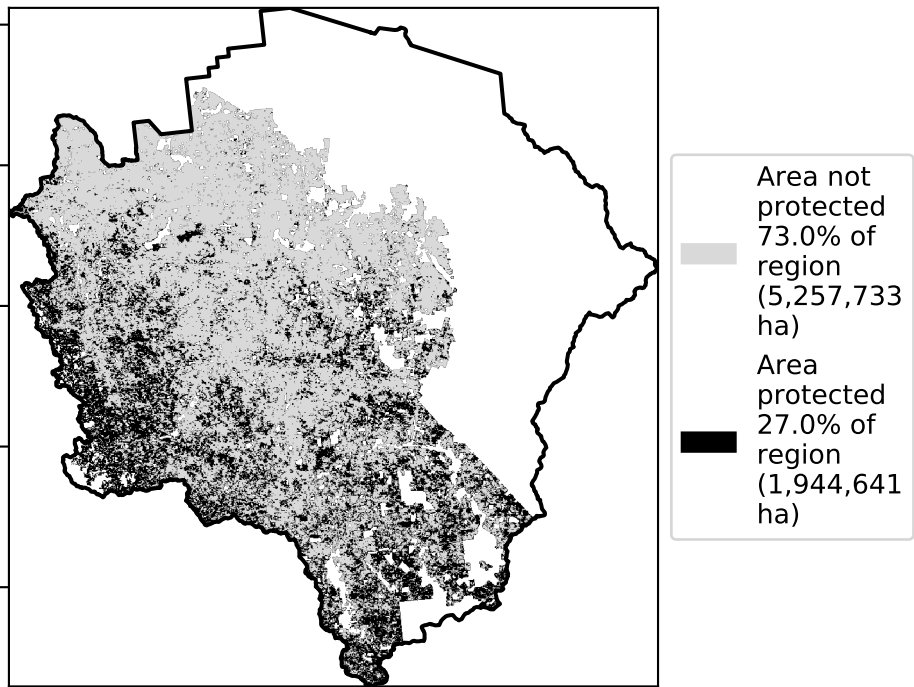 Area not
protected
73.0% of
region
(5,257,733
ha)
Area
protected
27.0% of
region
(1,944,641
ha)